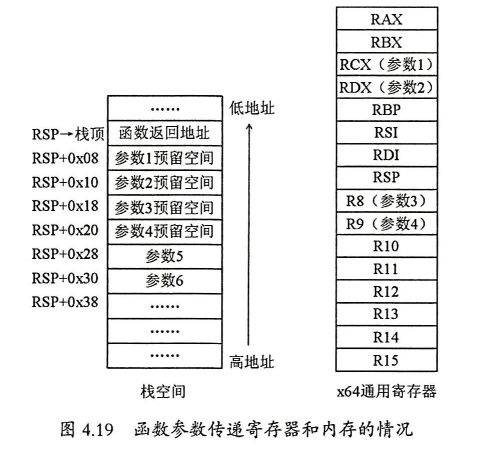 RAX
RBX
RCX（参数1）
RDX（参数2）
RBP
RSI
RDI
RSP
R8（参数3）
R9（参数4）
R10
R11
R12
R13
R14
R15
x64通用寄存器
…… 低地址
RSP→栈顶 函数返回地址
RSP+0x08 参数1预留空间
RSP+0x10 参数2预留空间
RSP+0x18 参数3预留空间
RSP+0x20 参数4预留空间
RSP+0x28 参数5
RSP+0x30 参数6
RSP+0x38 ……
……
…… 高地址
栈空间
图 4.19 函数参数传递寄存器和内存的情况